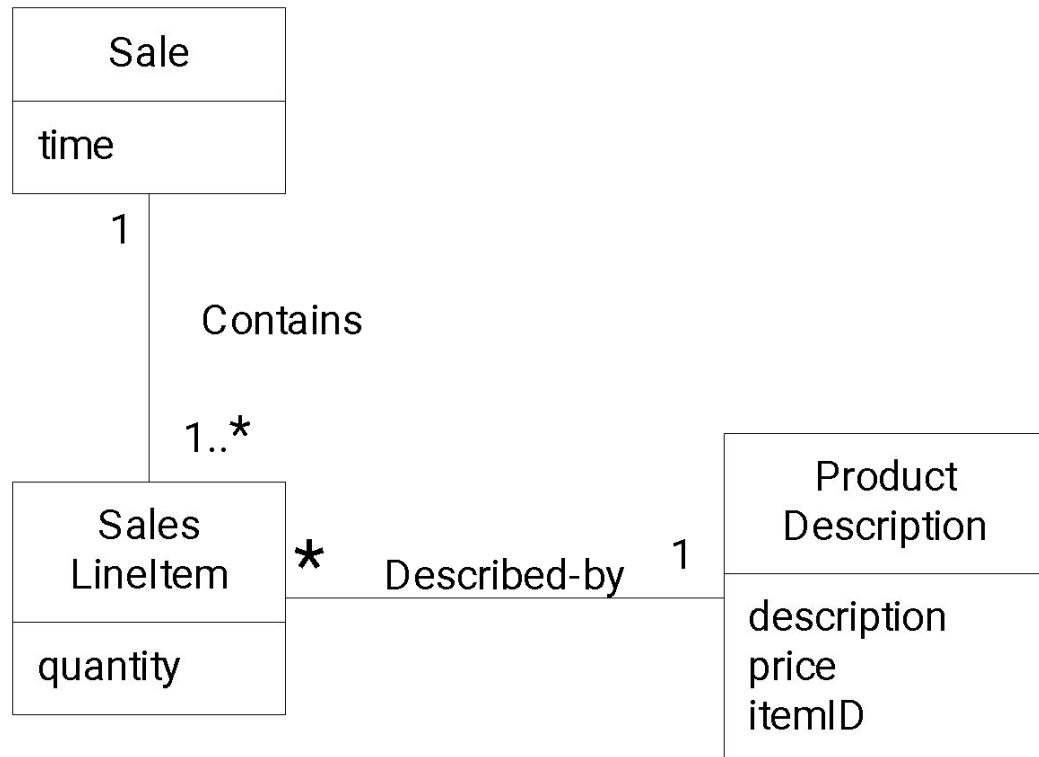 Sale
time
1
Contains
1..*
Sales
LineItem
quantity
*
Described-by
1
Product
Description
description
price
itemID